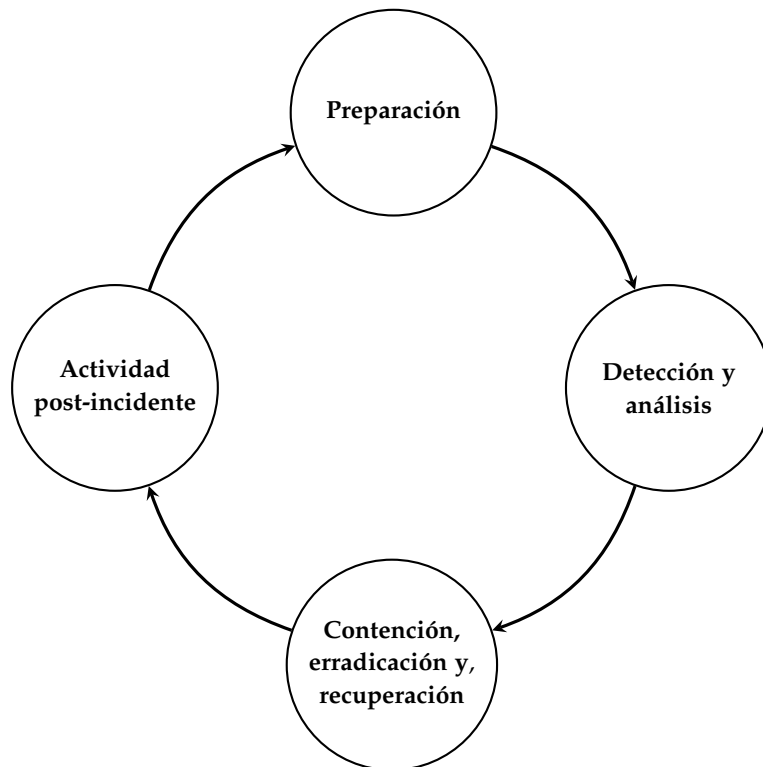 Preparación
Detección y
análisis
Contención,
erradicación y,
recuperación
Actividad
post-incidente